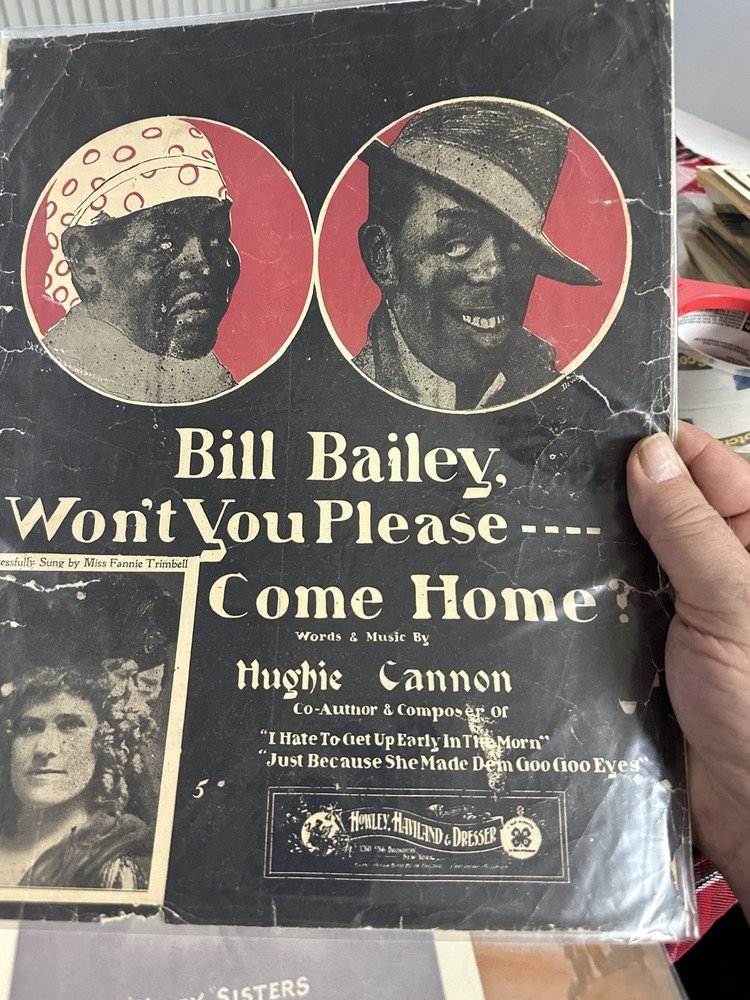 Bill Bailey,
Won't You Please ----
Come Home?
essfully Sung by Miss Fannie Trimbell
Words & Music By
Hughie Cannon
Co-Author & Composer Of
"I Hate To Get Up Early In The Morn"
"Just Because She Made Dem Goo Goo Eyes"
5
HOWLEY, HAVILAND & DRESSER
NEW YORK
SISTERS